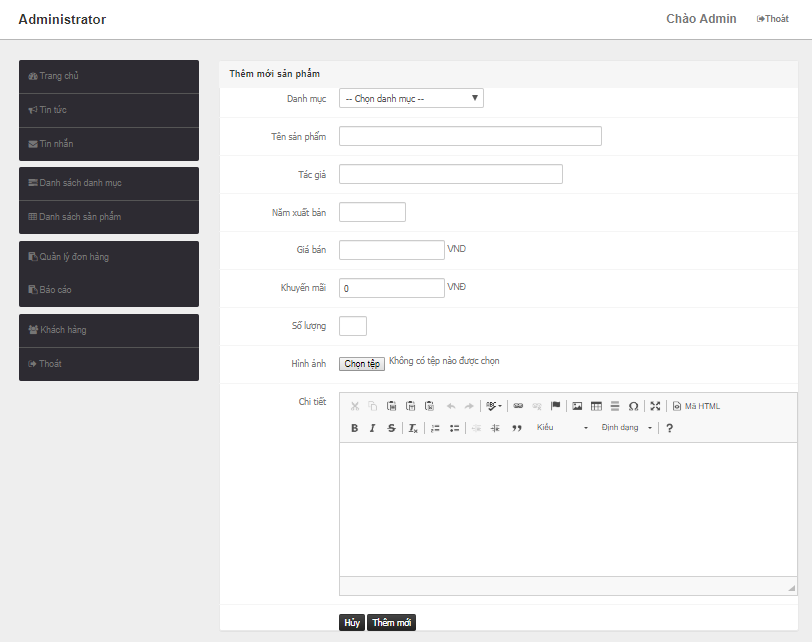 Administrator
Chào Admin
Thoát
Trang chủ
Tin tức
Tin nhắn
Danh sách danh mục
Danh sách sản phẩm
Quản lý đơn hàng
Báo cáo
Khách hàng
Thoát
Thêm mới sản phẩm
Danh mục
-- Chọn danh mục --
Tên sản phẩm
Tác giả
Năm xuất bản
Giá bán
VNĐ
Khuyến mãi
0
VNĐ
Số lượng
Hình ảnh
Chọn tệp Không có tệp nào được chọn
Chi tiết
Mã HTML
Kiểu
Định dạng
Hủy
Thêm mới